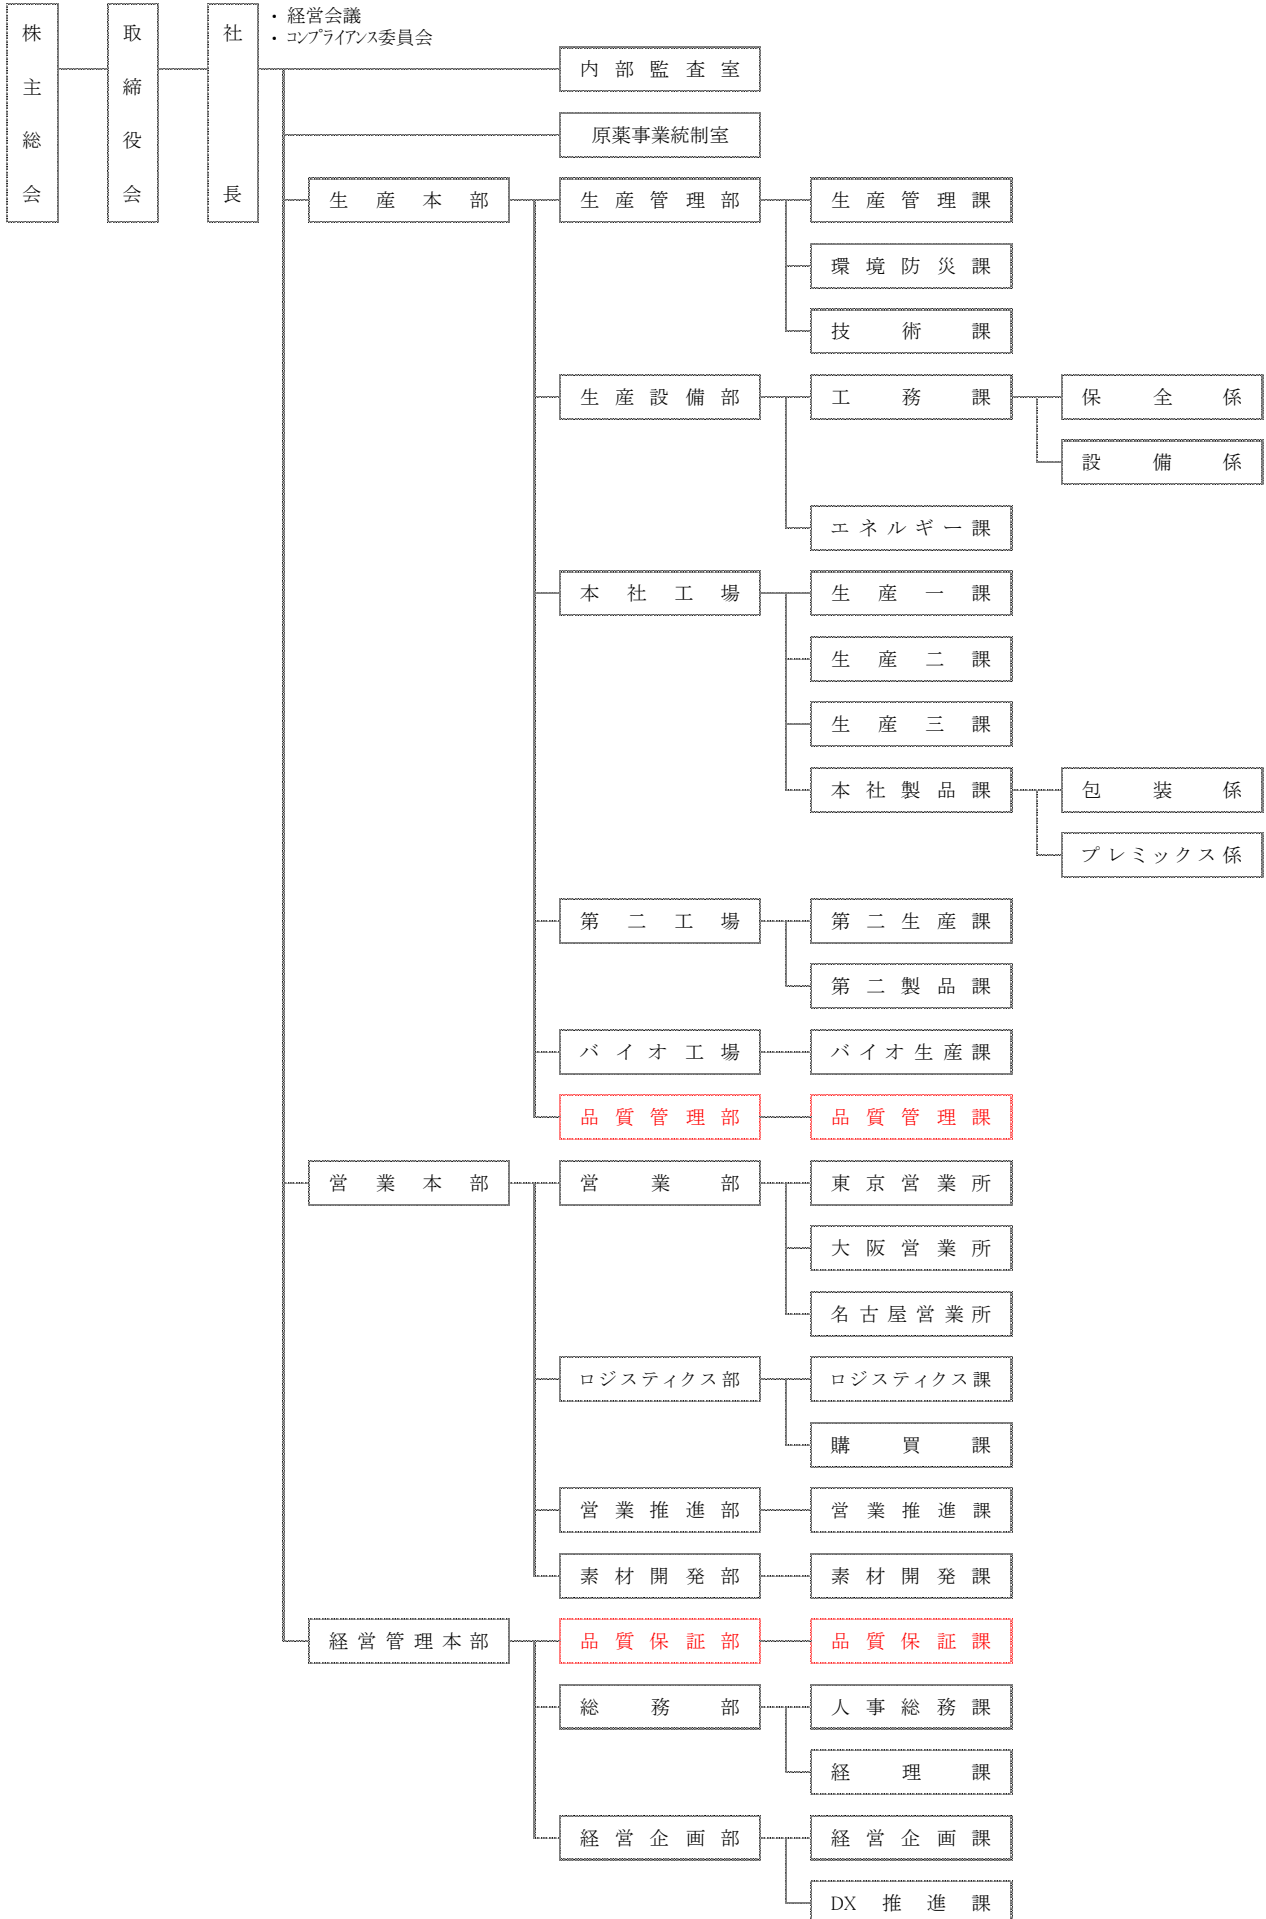 株主総会
取締役会
社長
・ 経営会議
・ コンプライアンス委員会
内部監査室
原薬事業統制室
生産本部
生産管理部
生産管理課
環境防災課
技術課
生産設備部
工務課
保全係
設備係
エネルギー課
本社工場
生産一課
生産二課
生産三課
本社製品課
包装係
プレミックス係
第二工場
第二生産課
第二製品課
バイオ工場
バイオ生産課
品質管理部
品質管理課
営業本部
営業部
東京営業所
大阪営業所
名古屋営業所
ロジスティクス部
ロジスティクス課
購買課
営業推進部
営業推進課
素材開発部
素材開発課
経営管理本部
品質保証部
品質保証課
総務部
人事総務課
経理課
経営企画部
経営企画課
DX推進課